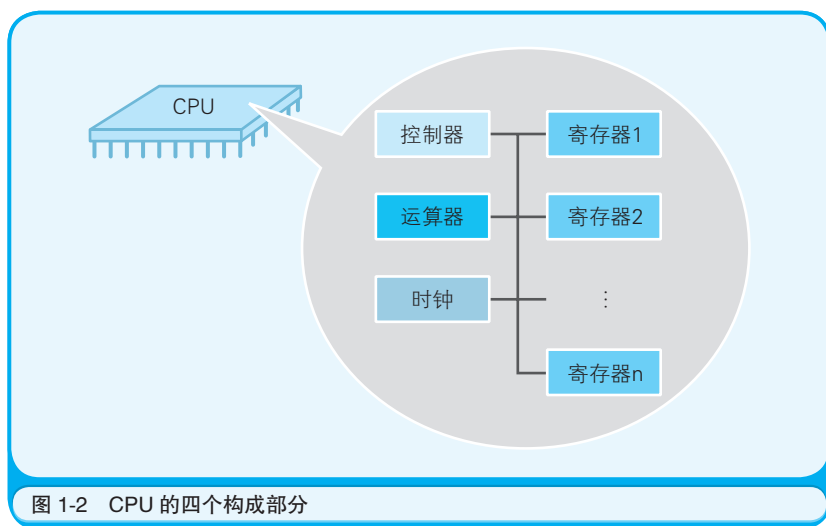 CPU
控制器
寄存器1
运算器
寄存器2
时钟
⋮
寄存器n
图 1-2 CPU 的四个构成部分